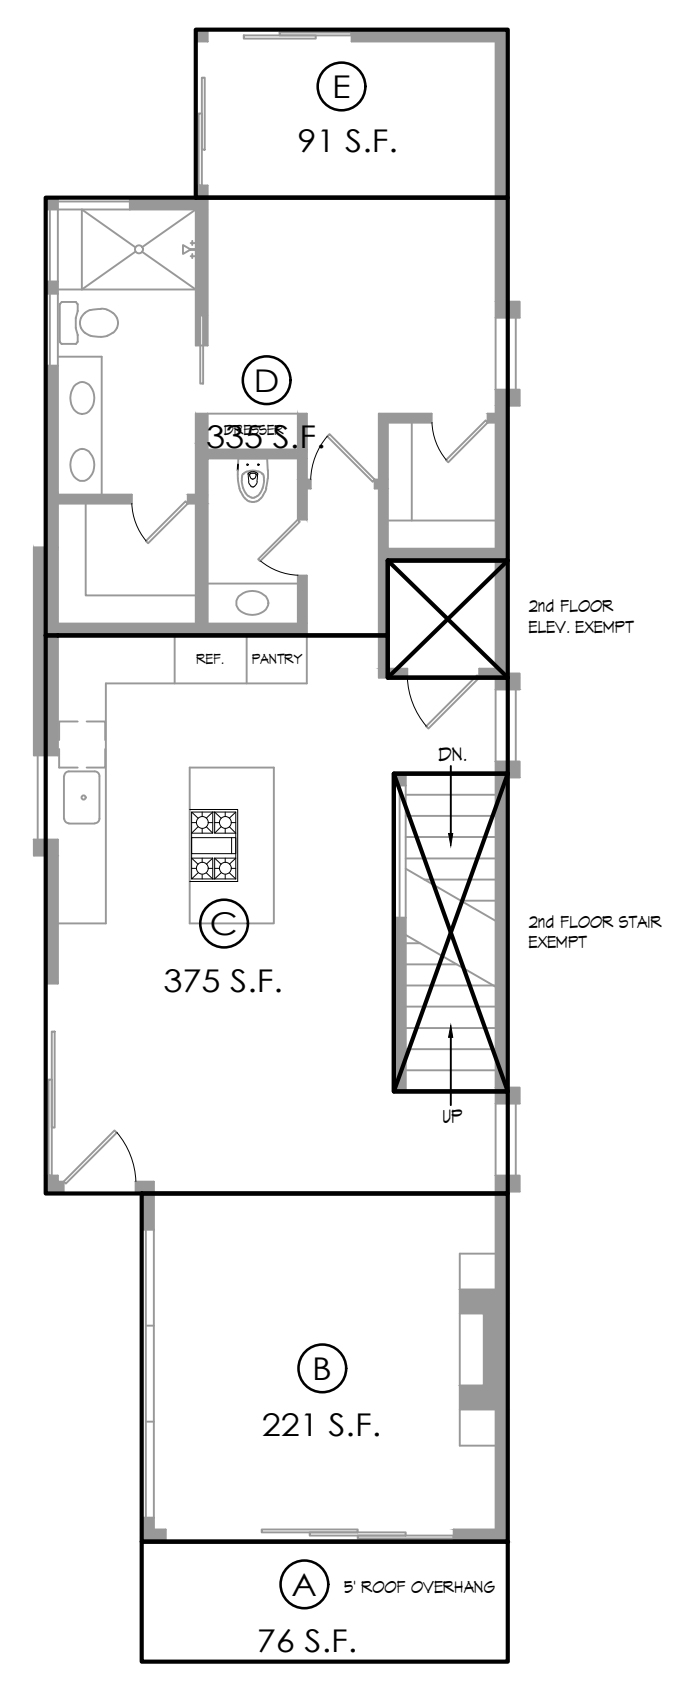 E
91 S.F.
D
DRESSER
335 S.F.
2nd FLOOR
ELEV. EXEMPT
REF.
PANTRY
DN.
C
375 S.F.
2nd FLOOR STAIR
EXEMPT
UP
B
221 S.F.
A
5' ROOF OVERHANG
76 S.F.